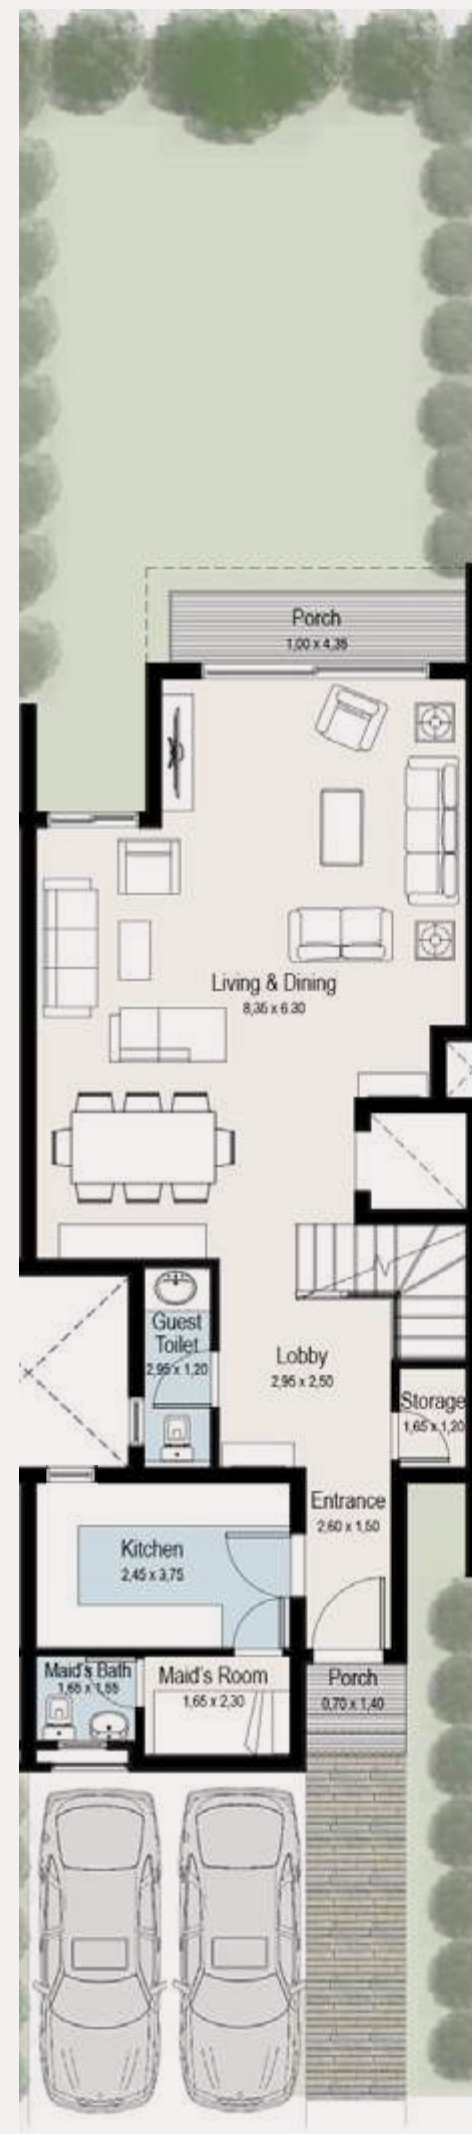 Porch
1,00 x 4,35
Living & Dining
8,35 x 6.30
Guest
Toilet
2,95 x 1,20
Lobby
2,95 x 2,50
Storage
1,65 x 1,20
Entrance
2,60 x 1,50
Kitchen
2,45 x 3,75
Maid's Bath
1,65 x 1,55
Maid's Room
1,65 x 2,30
Porch
0,70 x 1,40